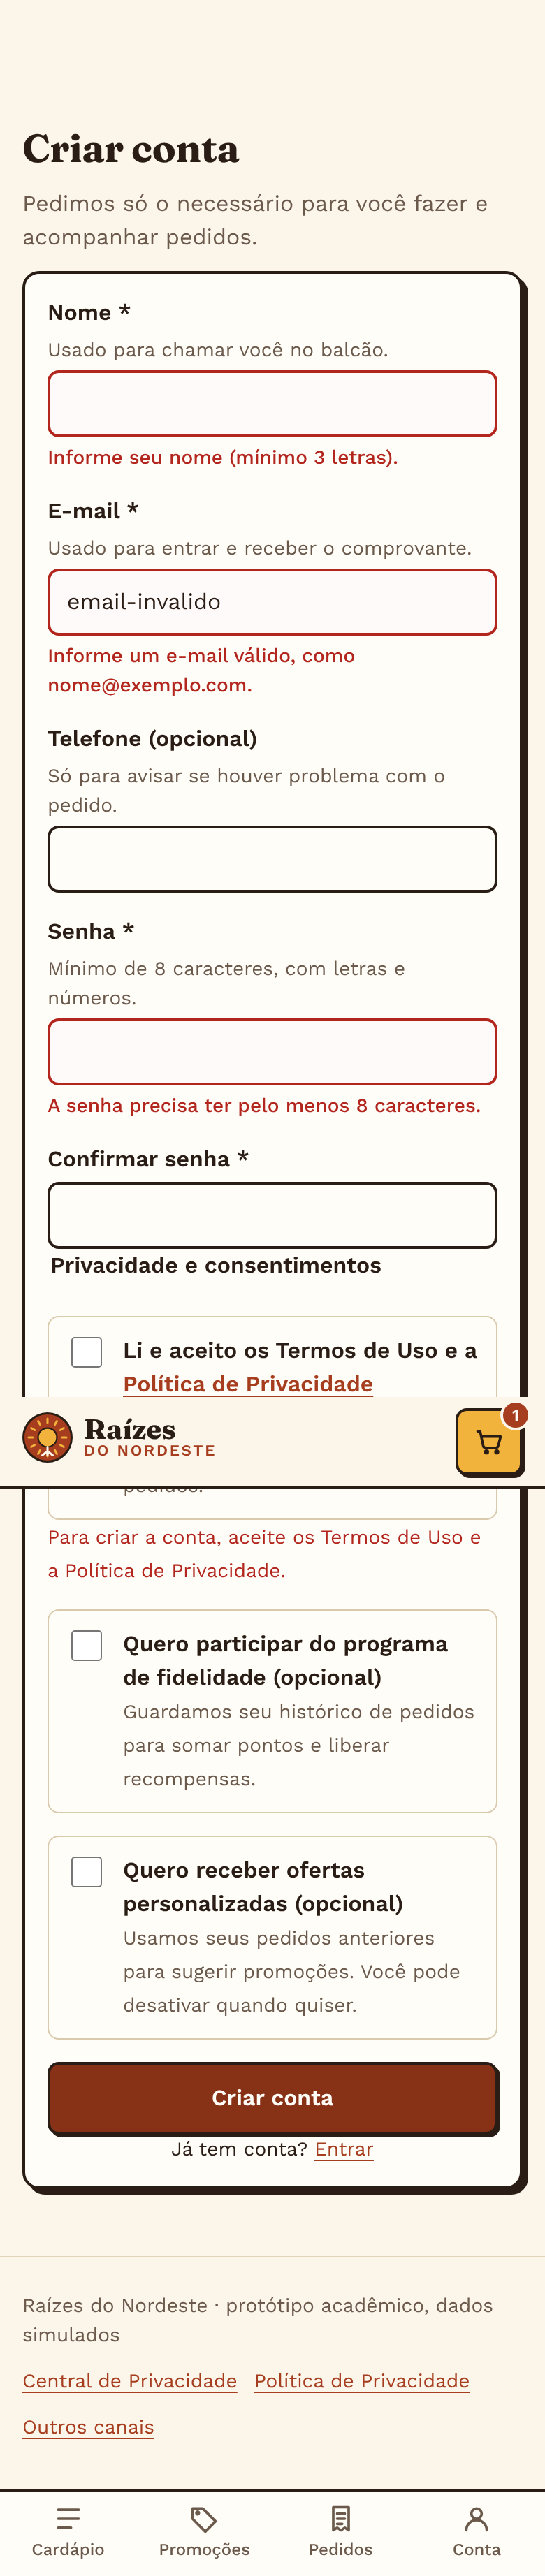 Criar conta
Pedimos só o necessário para você fazer e
acompanhar pedidos.
Nome *
Usado para chamar você no balcão.
Informe seu nome (mínimo 3 letras).
E-mail *
Usado para entrar e receber o comprovante.
email-invalido
Informe um e-mail válido, como
nome@exemplo.com.
Telefone (opcional)
Só para avisar se houver problema com o
pedido.
Senha *
Mínimo de 8 caracteres, com letras e
números.
A senha precisa ter pelo menos 8 caracteres.
Confirmar senha *
Privacidade e consentimentos
Li e aceito os Termos de Uso e a
Política de Privacidade
Raízes
DO NORDESTE
1
pedidos.
Para criar a conta, aceite os Termos de Uso e
a Política de Privacidade.
Quero participar do programa
de fidelidade (opcional)
Guardamos seu histórico de pedidos
para somar pontos e liberar
recompensas.
Quero receber ofertas
personalizadas (opcional)
Usamos seus pedidos anteriores
para sugerir promoções. Você pode
desativar quando quiser.
Criar conta
Já tem conta? Entrar
Raízes do Nordeste · protótipo acadêmico, dados
simulados
Central de Privacidade Política de Privacidade
Outros canais
Cardápio Promoções Pedidos Conta